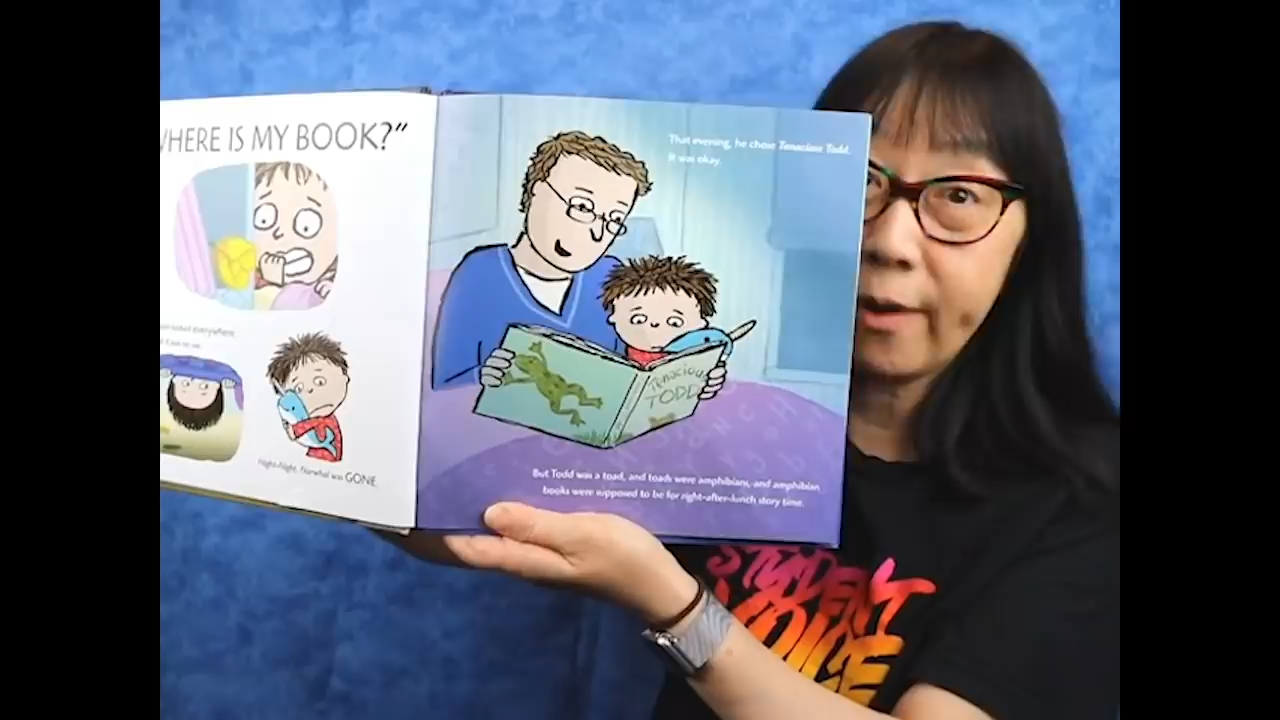 WHERE IS MY BOOK?"
looked everywhere.
Night-Night, Narwhal was GONE.
That evening, he chose Tenacious Todd.
It was okay.
Tenacious
TODD
But Todd was a toad, and toads were amphibians, and amphibian
books were supposed to be for right-after-lunch story time.
STUDENT
VOICE